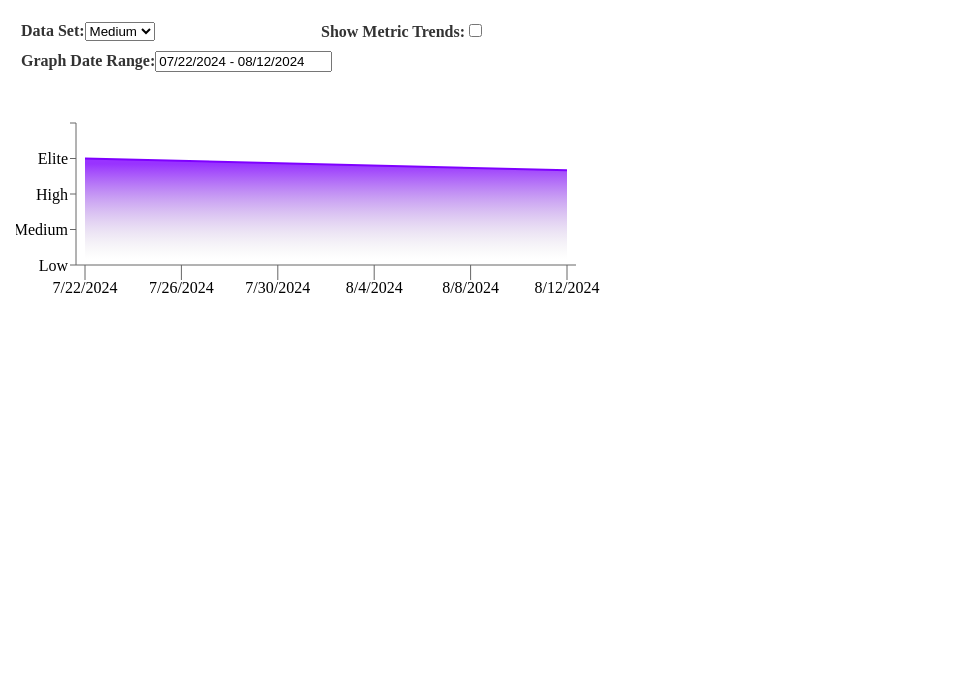 Data Set: Medium
Show Metric Trends:
Graph Date Range: 07/22/2024 - 08/12/2024
Elite
High
Medium
Low
7/22/2024 7/26/2024 7/30/2024 8/4/2024 8/8/2024 8/12/2024